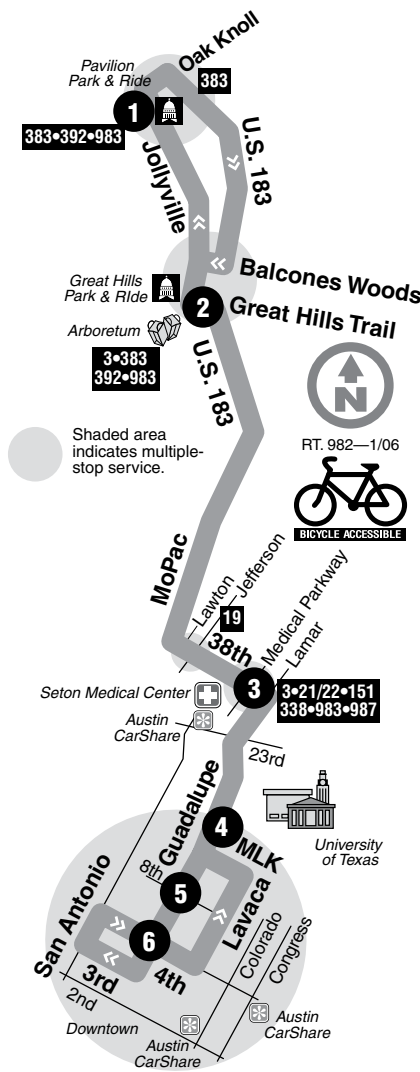 Oak Knoll
Pavilion
Park & Ride
383
1
383•392•983
Jollyville
U.S. 183
Balcones Woods
Great Hills
Park & RIde
2
Great Hills Trail
Arboretum
3•383
392•983
U.S. 183
N
Shaded area
indicates multiple-
stop service.
RT. 982—1/06
BICYCLE ACCESSIBLE
MoPac
Lawton
Jefferson
19
38th
Medical Parkway
Lamar
3
3•21/22•151
338•983•987
Seton Medical Center
Austin
CarShare
23rd
Guadalupe
4
MLK
University
of Texas
8th
5
Lavaca
San Antonio
6
Colorado
Congress
3rd
4th
2nd
Downtown
Austin
CarShare
Austin
CarShare